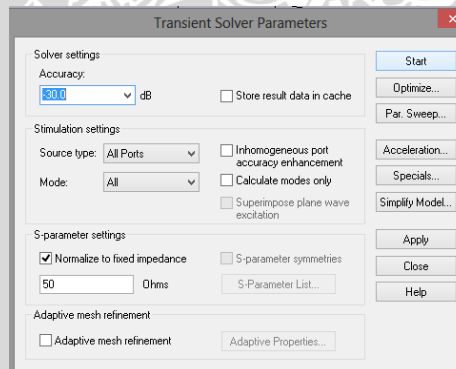 Transient Solver Parameters
Solver settings
Accuracy:
-30.0 dB
Store result data in cache
Stimulation settings
Source type: All Ports
Inhomogeneous port
accuracy enhancement
Mode: All
Calculate modes only
Superimpose plane wave
excitation
S-parameter settings
Normalize to fixed impedance
S-parameter symmetries
50 Ohms
S-Parameter List...
Adaptive mesh refinement
Adaptive mesh refinement
Adaptive Properties...
Start
Optimize...
Par. Sweep...
Acceleration...
Specials...
Simplify Model...
Apply
Close
Help